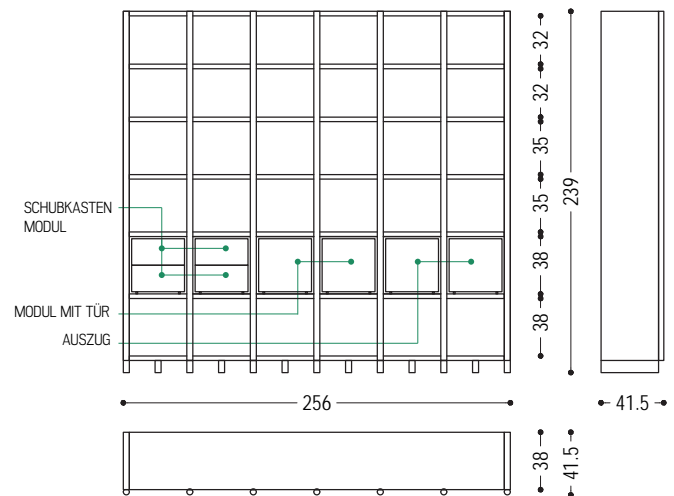 32
32
35
35
38
38
239
SCHUBKASTEN
MODUL
MODUL MIT TÜR
AUSZUG
256
41.5
38
41.5